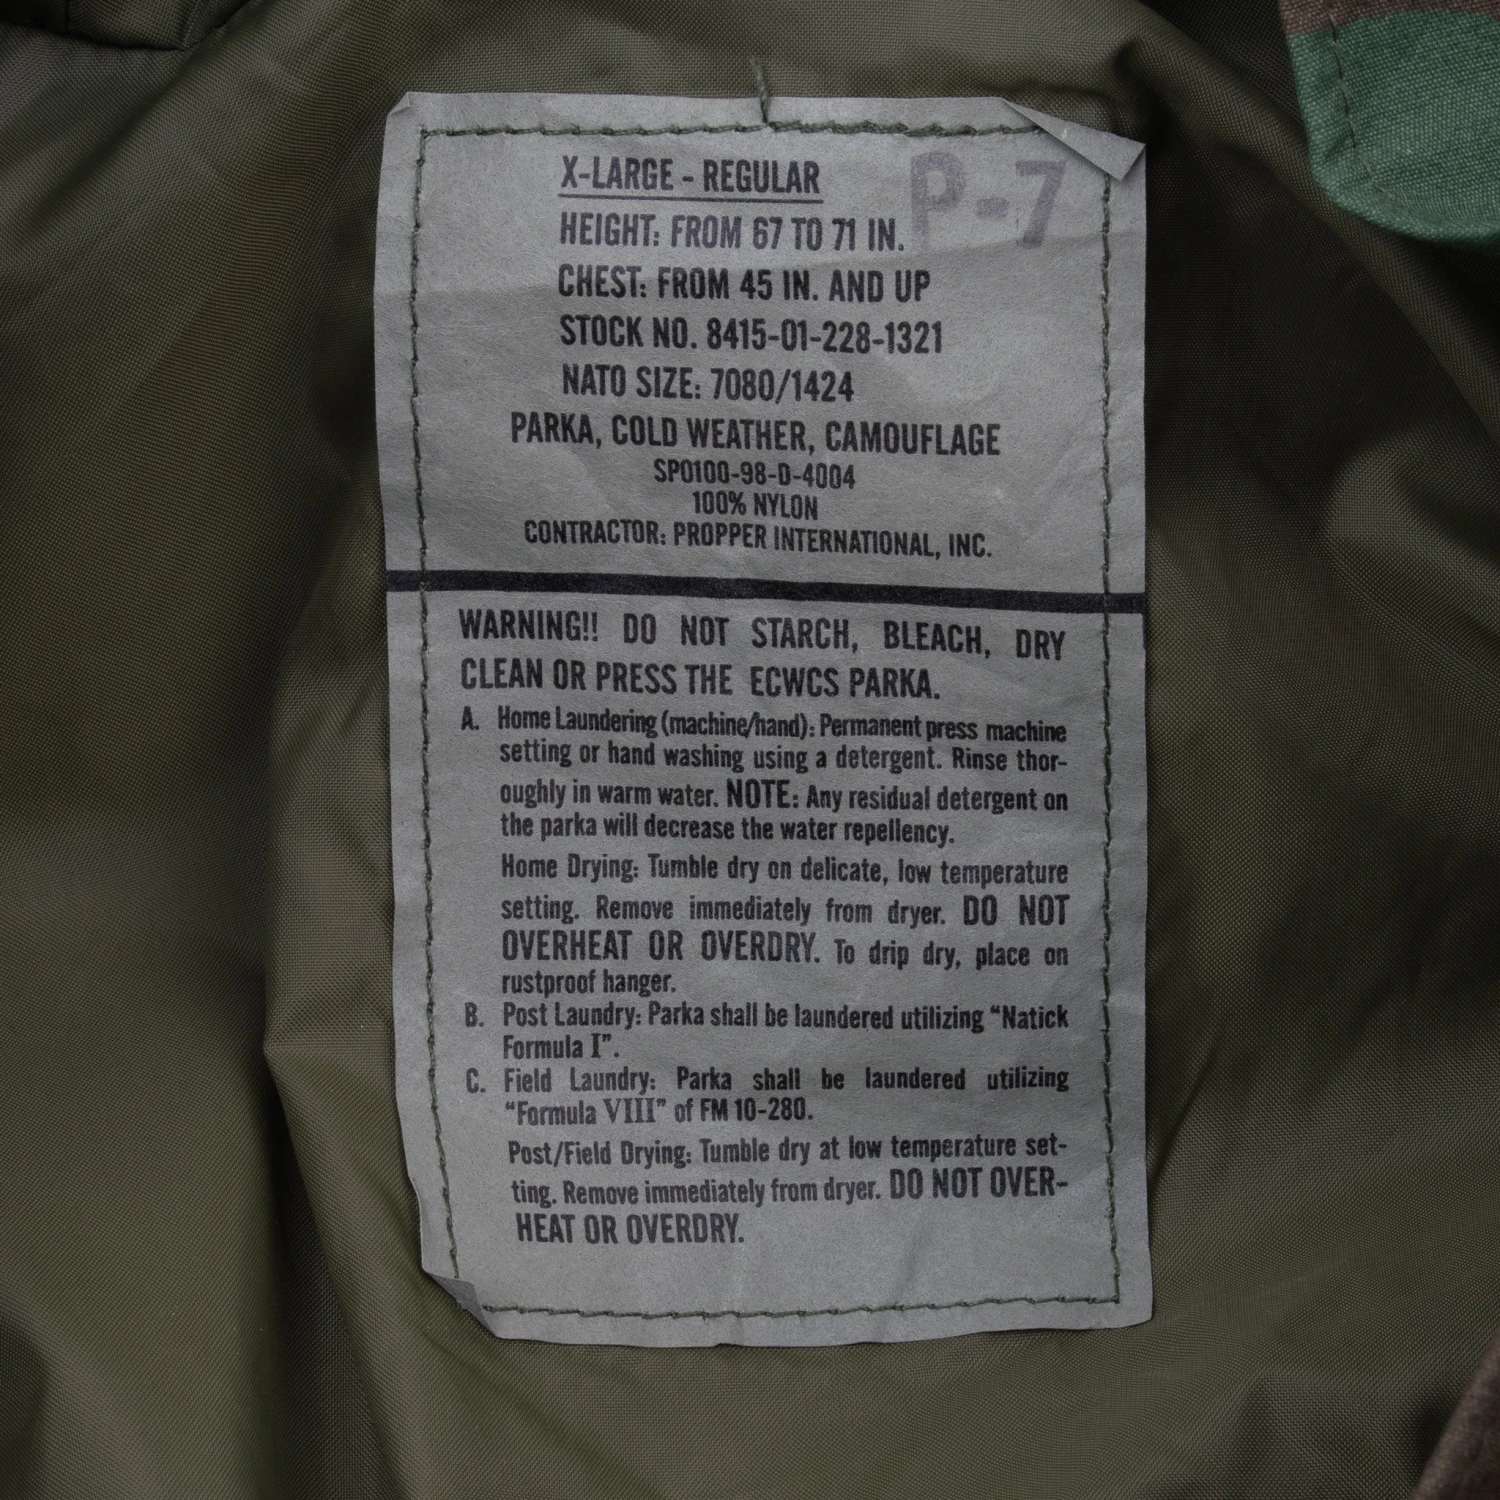 X-LARGE - REGULAR
P-7
HEIGHT: FROM 67 TO 71 IN.
CHEST: FROM 45 IN. AND UP
STOCK NO. 8415-01-228-1321
NATO SIZE: 7080/1424
PARKA, COLD WEATHER, CAMOUFLAGE
SPO100-98-D-4004
100% NYLON
CONTRACTOR: PROPPER INTERNATIONAL, INC.
WARNING!! DO NOT STARCH, BLEACH, DRY
CLEAN OR PRESS THE ECWCS PARKA.
A. Home Laundering (machine/hand): Permanent press machine
setting or hand washing using a detergent. Rinse thor-
oughly in warm water. NOTE: Any residual detergent on
the parka will decrease the water repellency.
Home Drying: Tumble dry on delicate, low temperature
setting. Remove immediately from dryer. DO NOT
OVERHEAT OR OVERDRY. To drip dry, place on
rustproof hanger.
B. Post Laundry: Parka shall be laundered utilizing "Natick
Formula I".
C. Field Laundry: Parka shall be laundered utilizing
"Formula VIII" of FM 10-280.
Post/Field Drying: Tumble dry at low temperature set-
ting. Remove immediately from dryer. DO NOT OVER-
HEAT OR OVERDRY.